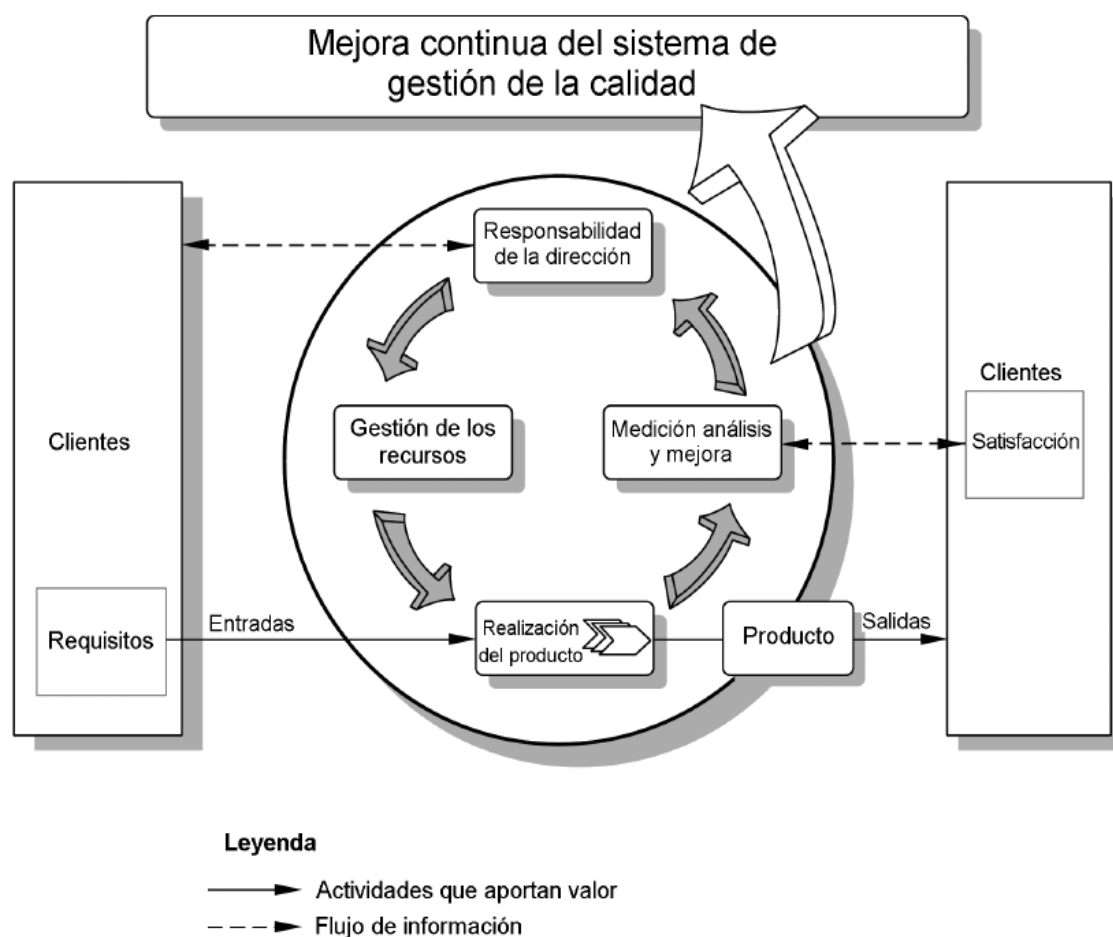 Mejora continua del sistema de
gestión de la calidad
Responsabilidad
de la dirección
Clientes
Gestión de los
recursos
Medición análisis
y mejora
Clientes
Satisfacción
Requisitos
Entradas
Realización
del producto
Producto
Salidas
Leyenda
Actividades que aportan valor
Flujo de información